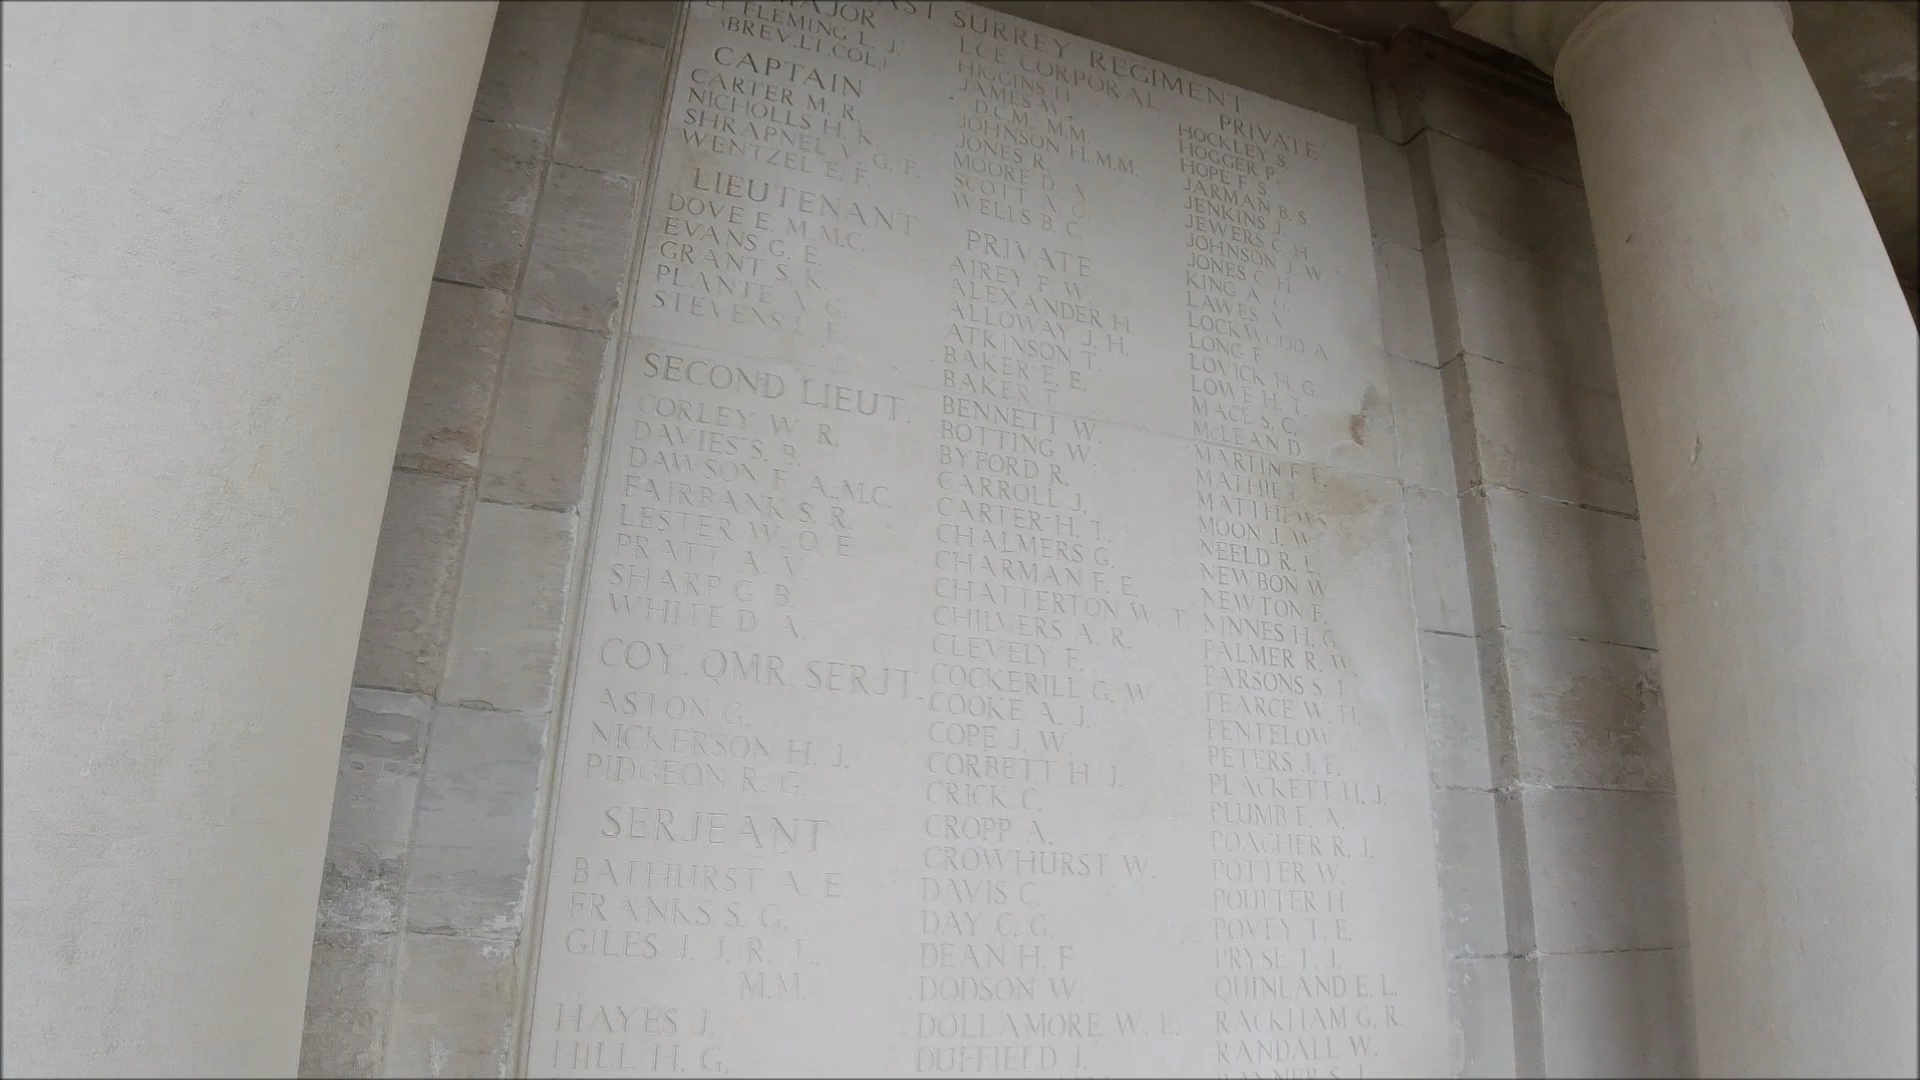 EAST SURREY REGIMENT
MAJOR
LE FLEMING L. J.
(BREV.LT.COL)
CAPTAIN
CARTER M. R.
NICHOLLS H. K.
SHRAPNEL V. G. F.
WENTZEL E. F.
LIEUTENANT
DOVE E. M. M.C.
EVANS G. E.
GRANT S. K.
PLANTE A. G.
STEVENS L. F.
SECOND LIEUT.
CORLEY W. R.
DAVIES S. B.
DAWSON F. A., M.C.
FAIRBANK S. R.
LESTER W. O. E.
PRATT A. V.
SHARP G. B.
WHITE D. A.
COY. QMR. SERJT.
ASTON G.
NICKERSON H. J.
PIDGEON R. G.
SERJEANT
BATHURST A. E.
FRANKS S. G.
GILES J. J. R. T.,
M.M.
HAYES J.
HILL H. G.
LCE CORPORAL
HIGGINS H.
JAMES W.
D.C.M., M.M.
JOHNSON H. M.M.
JONES R.
MOORE D. A.
SCOTT A. G.
WELLS B. C.
PRIVATE
AIREY F. W.
ALEXANDER H.
ALLOWAY J. H.
ATKINSON T.
BAKER E. E.
BAKER T.
BENNETT W.
BOTTING W.
BYFORD R.
CARROLL J.
CARTER H. T.
CHALMERS G.
CHARMAN F. E.
CHATTERTON W. T.
CHILVERS A. R.
CLEVELY F.
COCKERILL G. W.
COOKE A. J.
COPE J. W.
CORBETT H. J.
CRICK C.
CROPP A.
CROWHURST W.
DAVIS C.
DAY C. G.
DEAN H. F.
DODSON W.
DOLLAMORE W. L.
DUFFIELD J.
PRIVATE
HOCKLEY S.
HOGGER P.
HOPE F. S.
JARMAN B. S.
JENKINS J.
JEWERS C. H.
JOHNSON J. W.
JONES C. H.
KING A. C.
LAWES A.
LOCKWOOD A.
LONG F.
LOVICK H. G.
LOWE H. T.
MACE S. C.
McLEAN D.
MARTIN F. E.
MATHIE
MATTHEWS
MOON J. W.
NEELD R. L.
NEWBON W.
NEWTON F.
NINNES H. G.
PALMER R. W.
PARSONS S. J.
PEARCE W. H.
PENTELOW
PETERS J. E.
PLACKETT H. J.
PLUMB F. A.
POACHER R. J.
POTTER W.
POULTER H.
POVEY T. E.
PRYSE T. J.
QUINLAND E. L.
RACKHAM G. R.
RANDALL W.